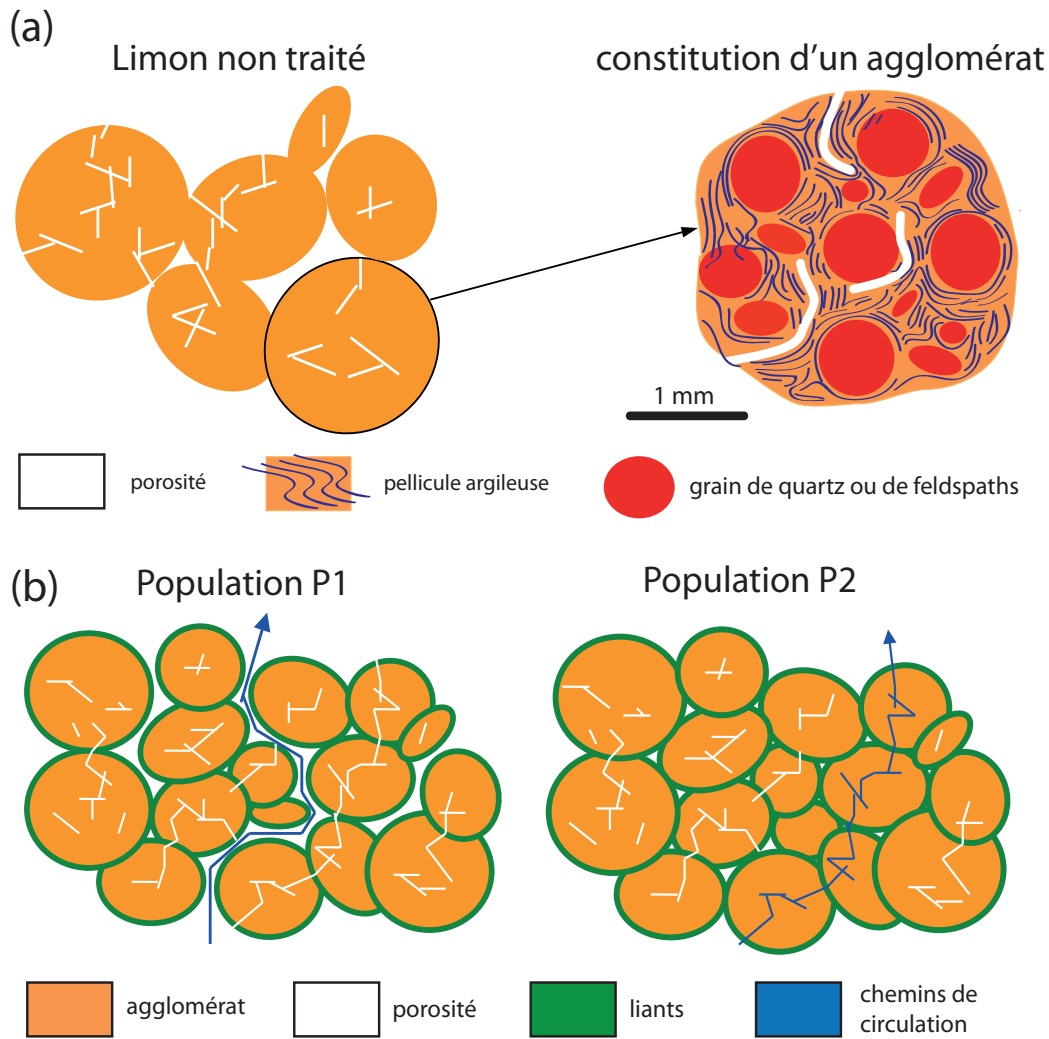 (a)
Limon non traité
constitution d'un agglomérat
1 mm
porosité
pellicule argileuse
grain de quartz ou de feldspaths
(b)
Population P1
Population P2
agglomérat
porosité
liants
chemins de
circulation